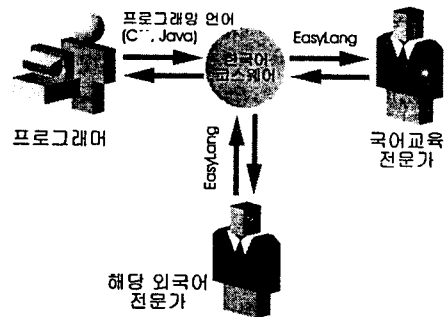 프로그래밍 언어
(C⁺⁺, Java)
EasyLang
한국어
코스웨어
프로그래머
국어교육
전문가
EasyLang
해당 외국어
전문가